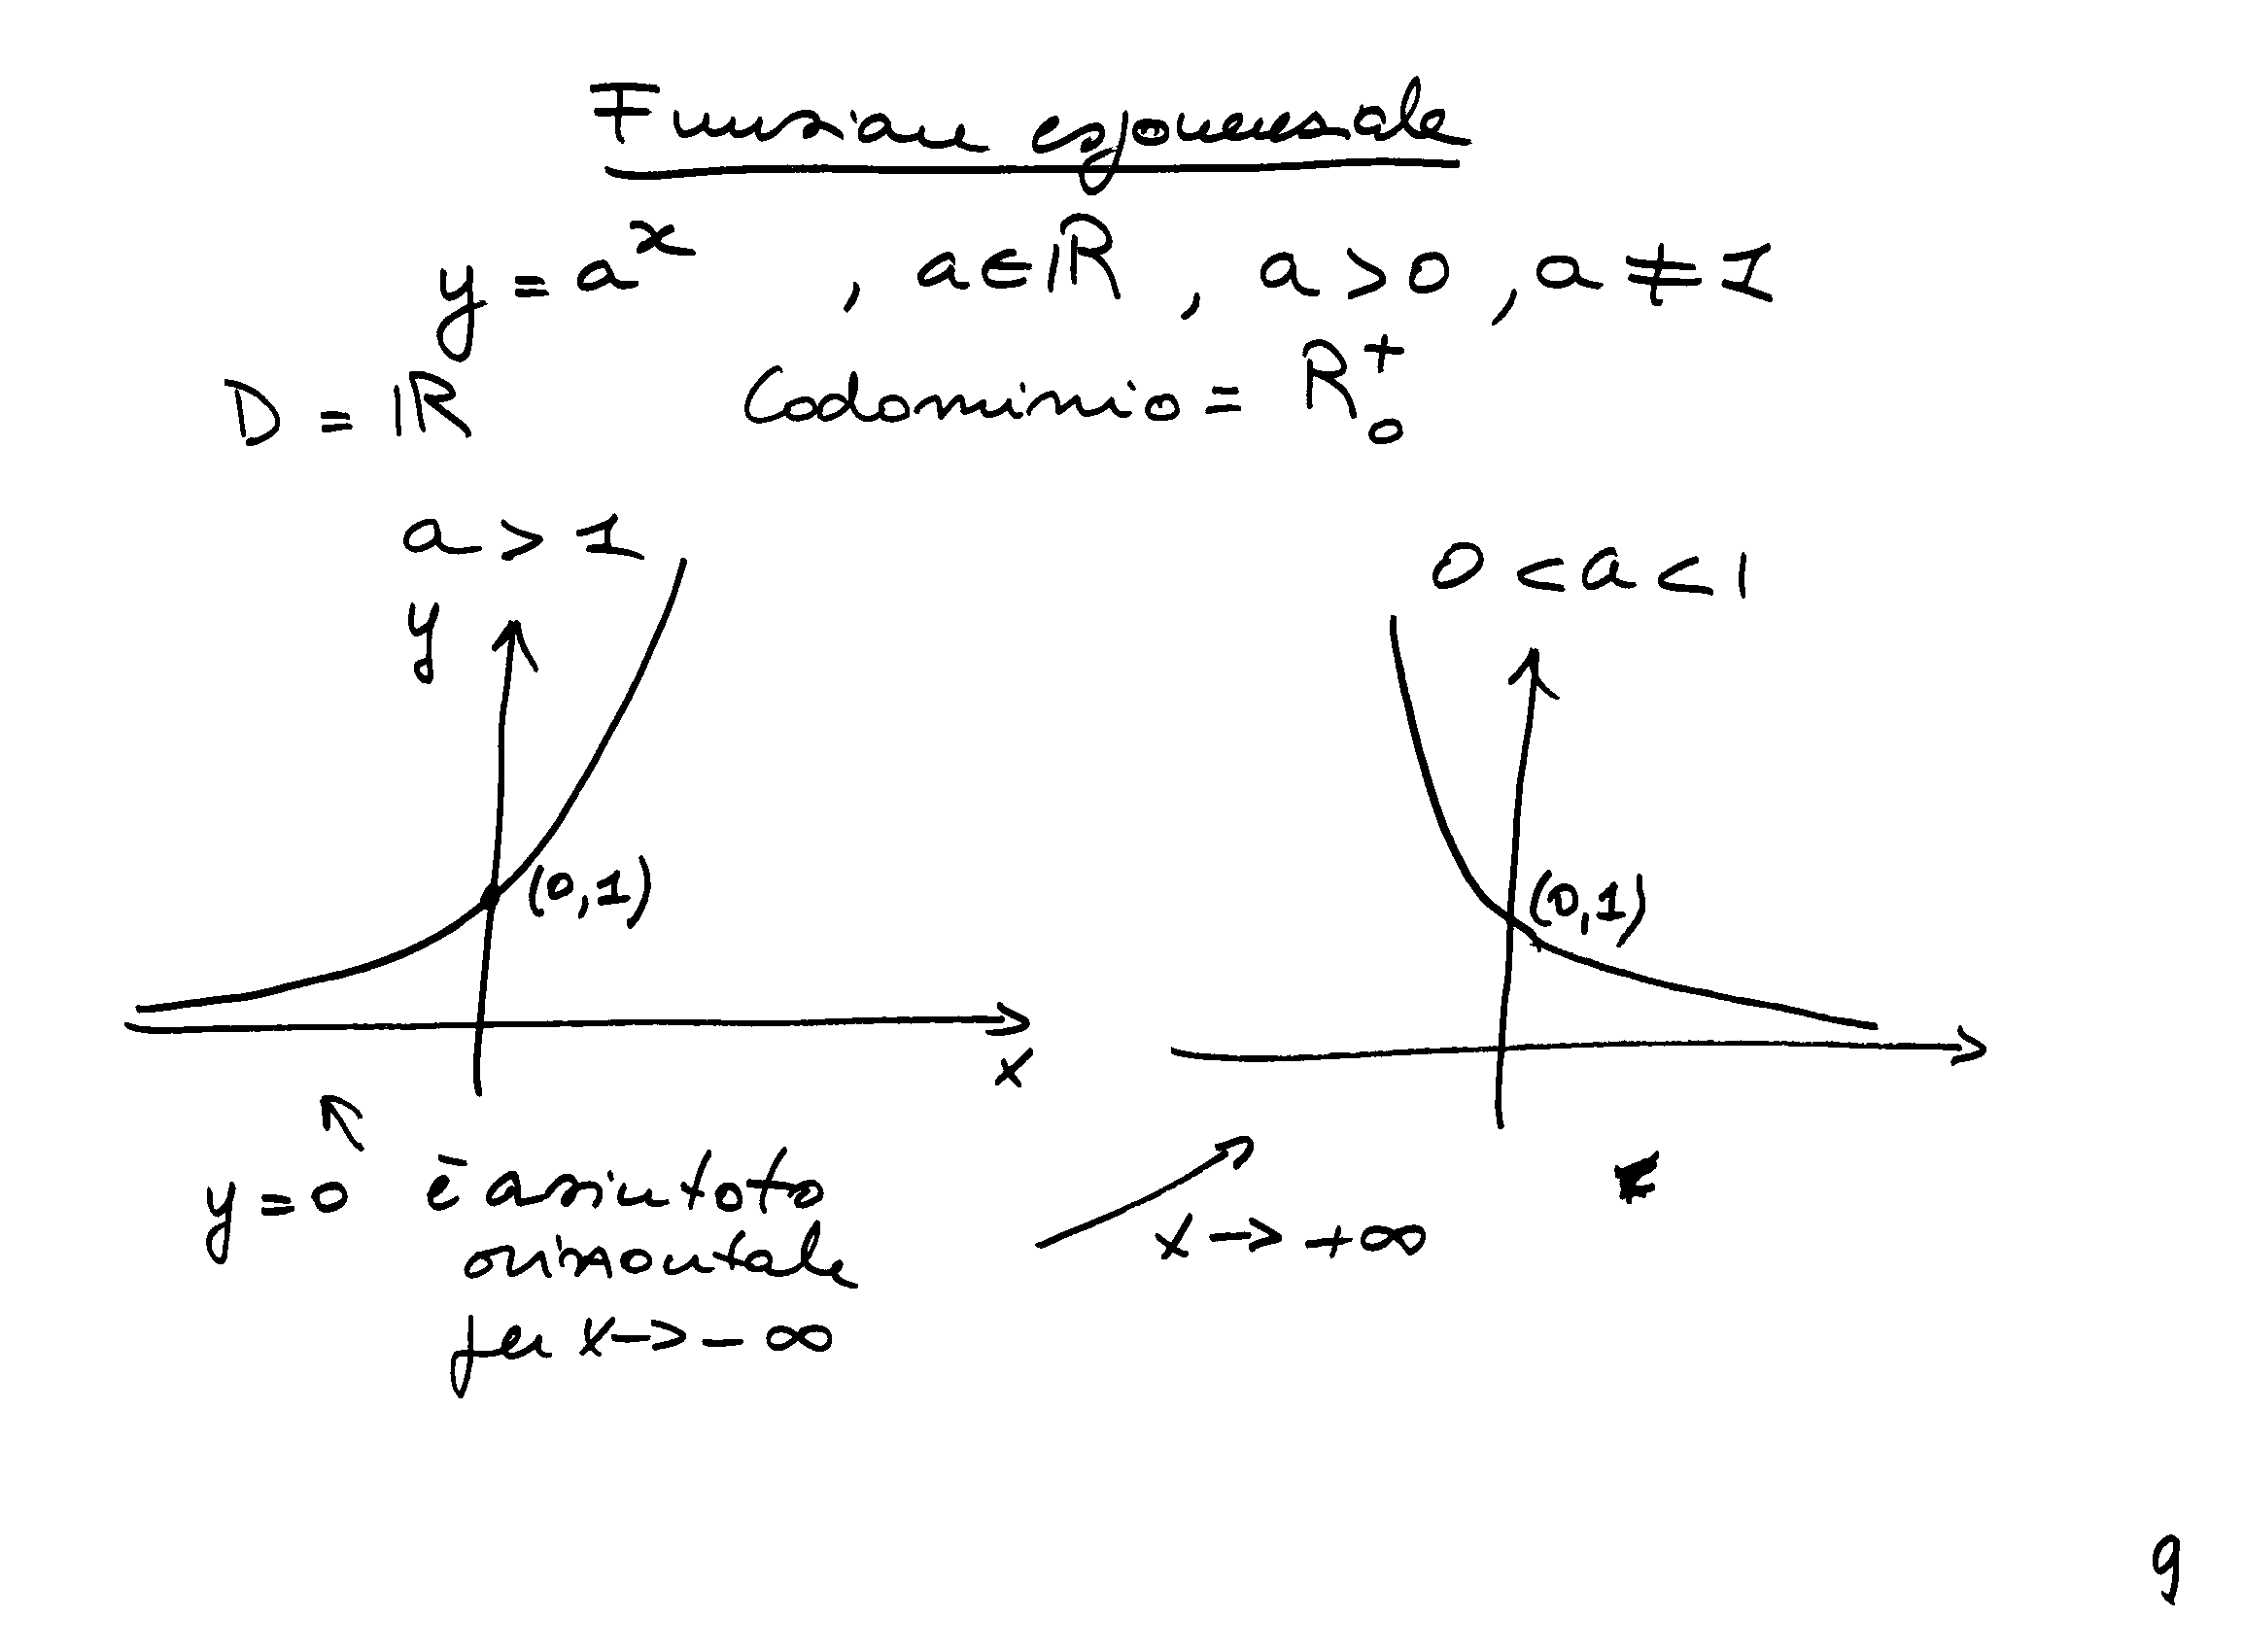 Funzione esponenziale
y = a^x , a ∈ ℝ , a > 0 , a ≠ 1
D = ℝ Codominio = R₀⁺
a > 1
0 < a < 1
y
(0,1)
(0,1)
x
y = 0 è asintoto
orizzontale
per x → - ∞
x → + ∞
9